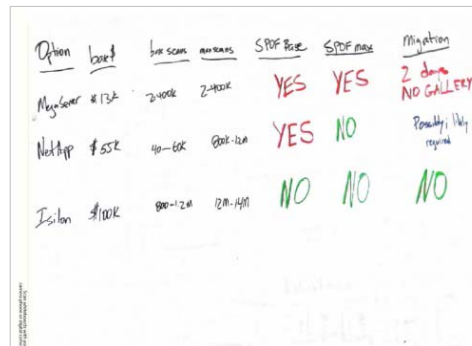 Option box$ box scans max scans SPOF Base SPOF max Migration
MegaServer $13k 2-400k 2-400k YES YES 2 days
NO GALLERY
NetApp $55k 40-60k 800k-1.2m YES NO Possibly; likely
required
Isilon $100k 800-1.2M 12M-14M NO NO NO